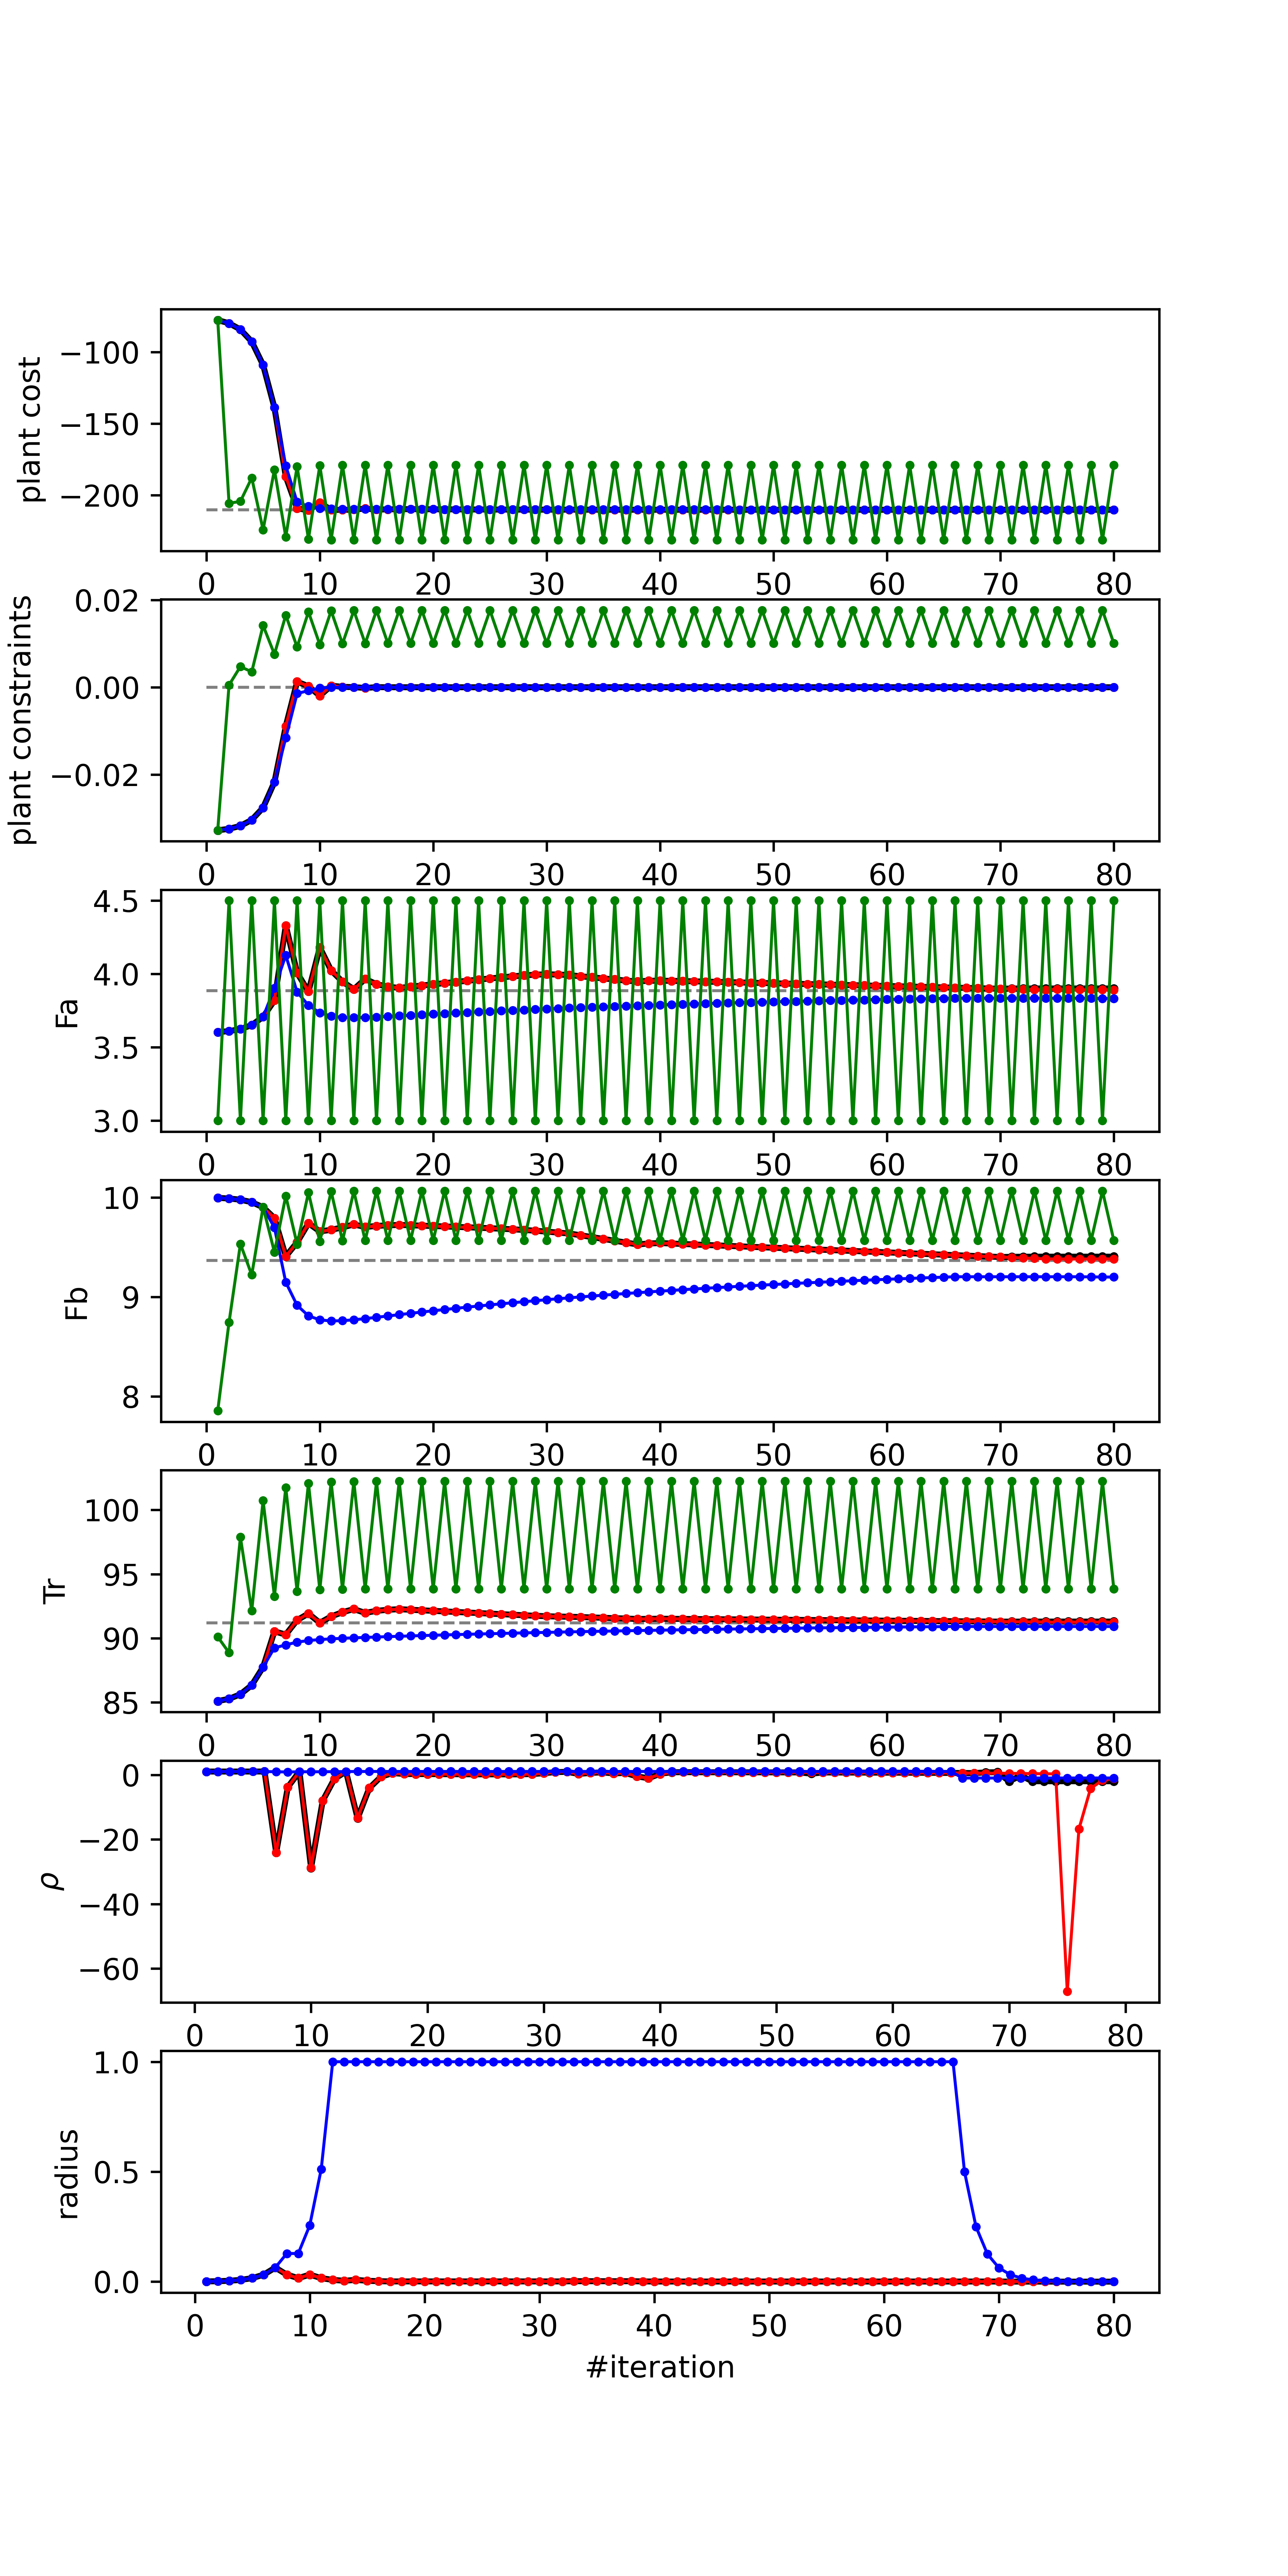 plant cost
−100
−150
−200
0 10 20 30 40 50 60 70 80
plant constraints
0.02
0.00
−0.02
0 10 20 30 40 50 60 70 80
Fa
4.5
4.0
3.5
3.0
0 10 20 30 40 50 60 70 80
Fb
10
9
8
0 10 20 30 40 50 60 70 80
Tr
100
95
90
85
0 10 20 30 40 50 60 70 80
ρ
0
−20
−40
−60
0 10 20 30 40 50 60 70 80
radius
1.0
0.5
0.0
0 10 20 30 40 50 60 70 80
#iteration